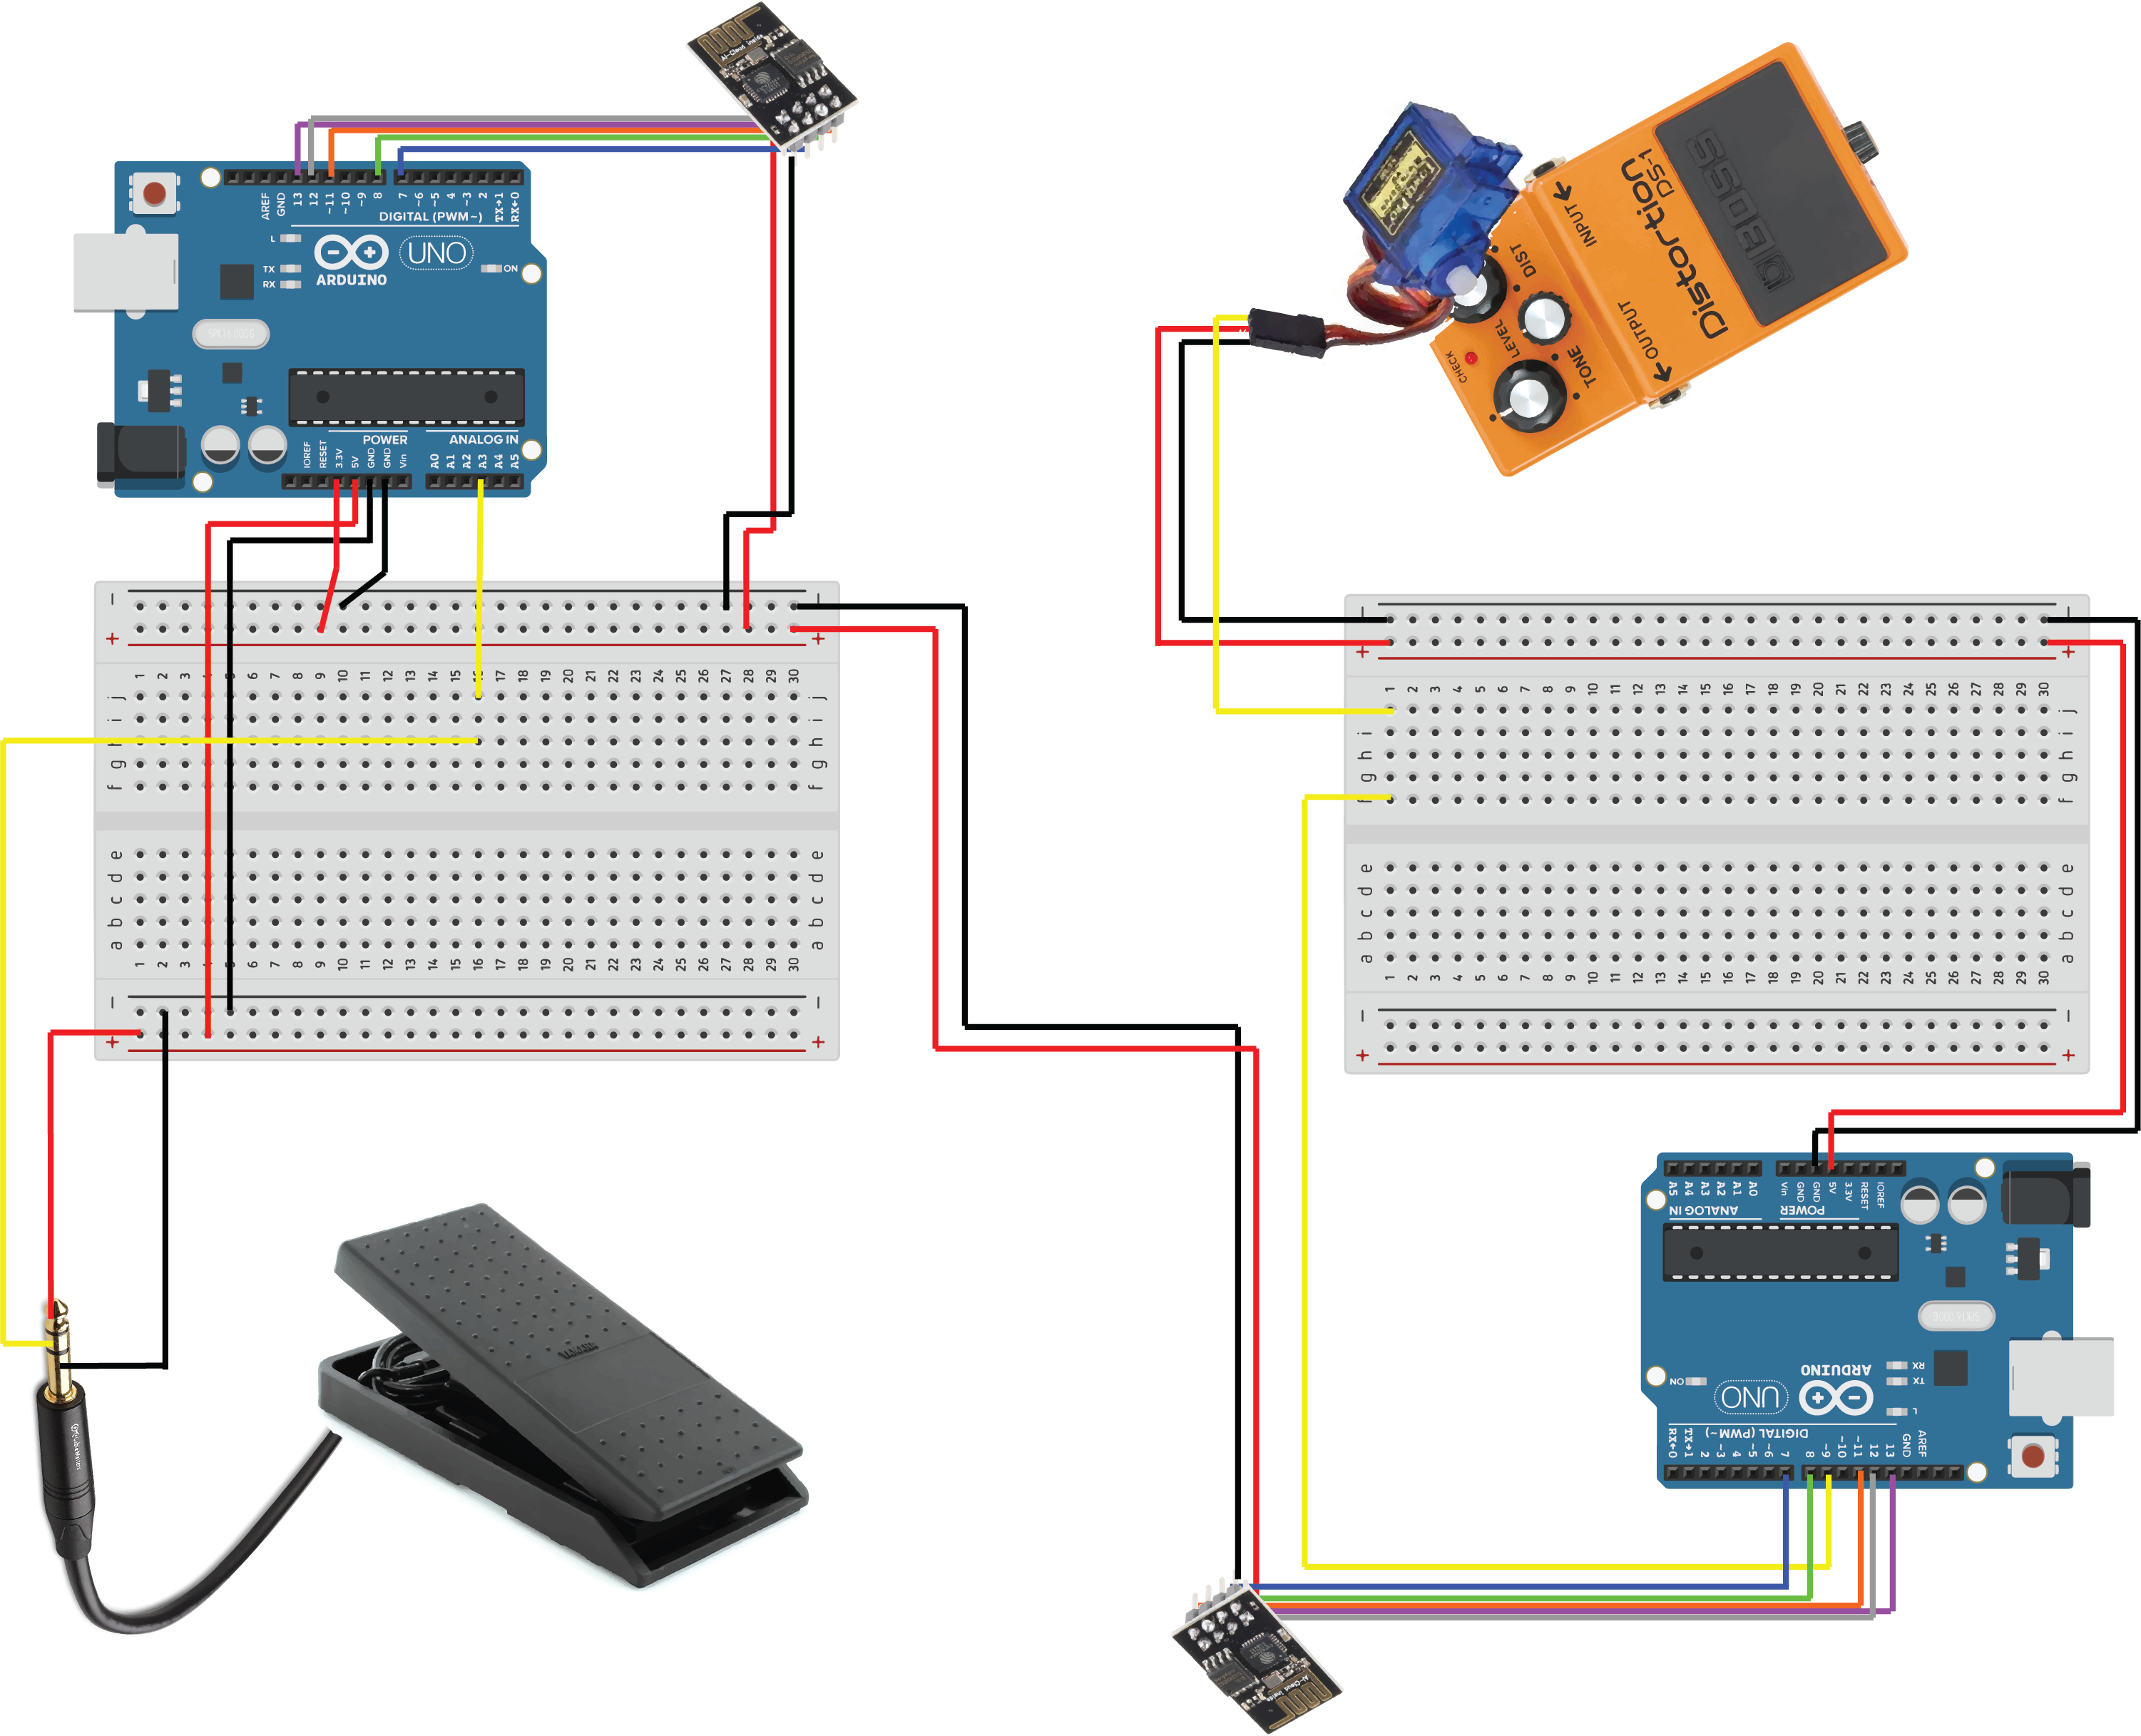 Ai-Cloud inside
AREF
GND
13
12
~11
~10
~9
8
7
~6
~5
4
~3
2
TX→1
RX←0
DIGITAL (PWM ~)
L
TX
RX
ARDUINO
UNO
ON
SPK16.000G
IOREF
RESET
3.3V
5V
GND
GND
Vin
POWER
A0
A1
A2
A3
A4
A5
ANALOG IN
BOSS
Distortion
DS-1
INPUT
OUTPUT
DIST
LEVEL
TONE
CHECK
- -
+ +
1 2 3 6 7 8 9 10 11 12 13 14 15 17 18 19 20 21 22 23 24 25 26 27 28 29 30
j j
i i
h
g g
f f
e e
d d
c c
b b
a a
1 2 3 6 7 8 9 10 11 12 13 14 15 16 17 18 19 20 21 22 23 24 25 26 27 28 29 30
- -
+ +
- -
+ +
1 2 3 4 5 6 7 8 9 10 11 12 13 14 15 16 17 18 19 20 21 22 23 24 25 26 27 28 29 30
j
i i
h h
g g
f
e e
d d
c c
b b
a a
1 2 3 4 5 6 7 8 9 10 11 12 13 14 15 16 17 18 19 20 21 22 23 24 25 26 27 28 29 30
- -
+ +
YAMAHA
A5
A4
A3
A2
A1
A0
ANALOG IN
Vin
GND
GND
5V
3.3V
RESET
IOREF
POWER
SPK16.000G
ARDUINO
UNO
ON
RX
TX
L
DIGITAL (PWM ~)
RX←0
TX→1
2
~3
4
~5
~6
7
8
~9
~10
~11
12
13
GND
AREF
Ai-Cloud inside